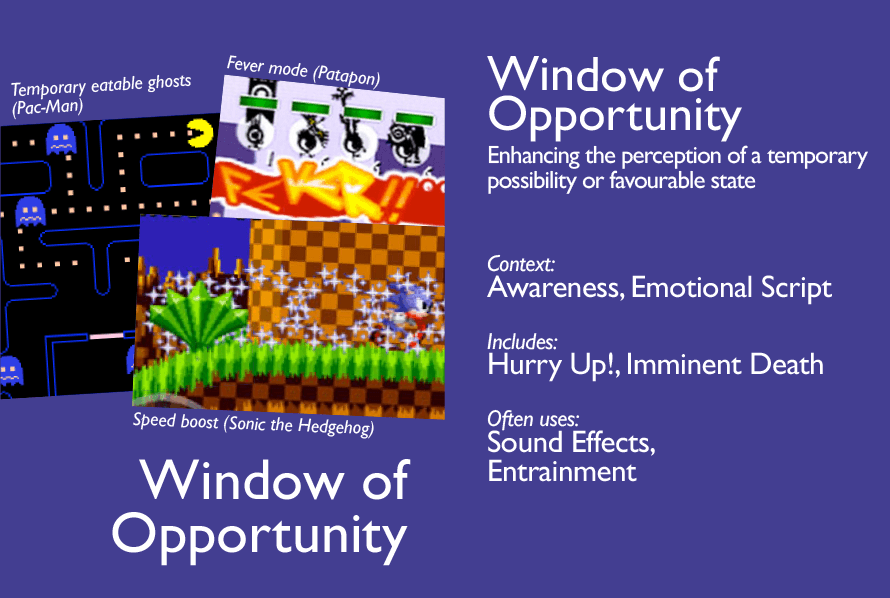 Temporary eatable ghosts
(Pac-Man)
Fever mode (Patapon)
FEVER!!
Speed boost (Sonic the Hedgehog)
Window of
Opportunity
Window of
Opportunity
Enhancing the perception of a temporary
possibility or favourable state
Context:
Awareness, Emotional Script
Includes:
Hurry Up!, Imminent Death
Often uses:
Sound Effects,
Entrainment